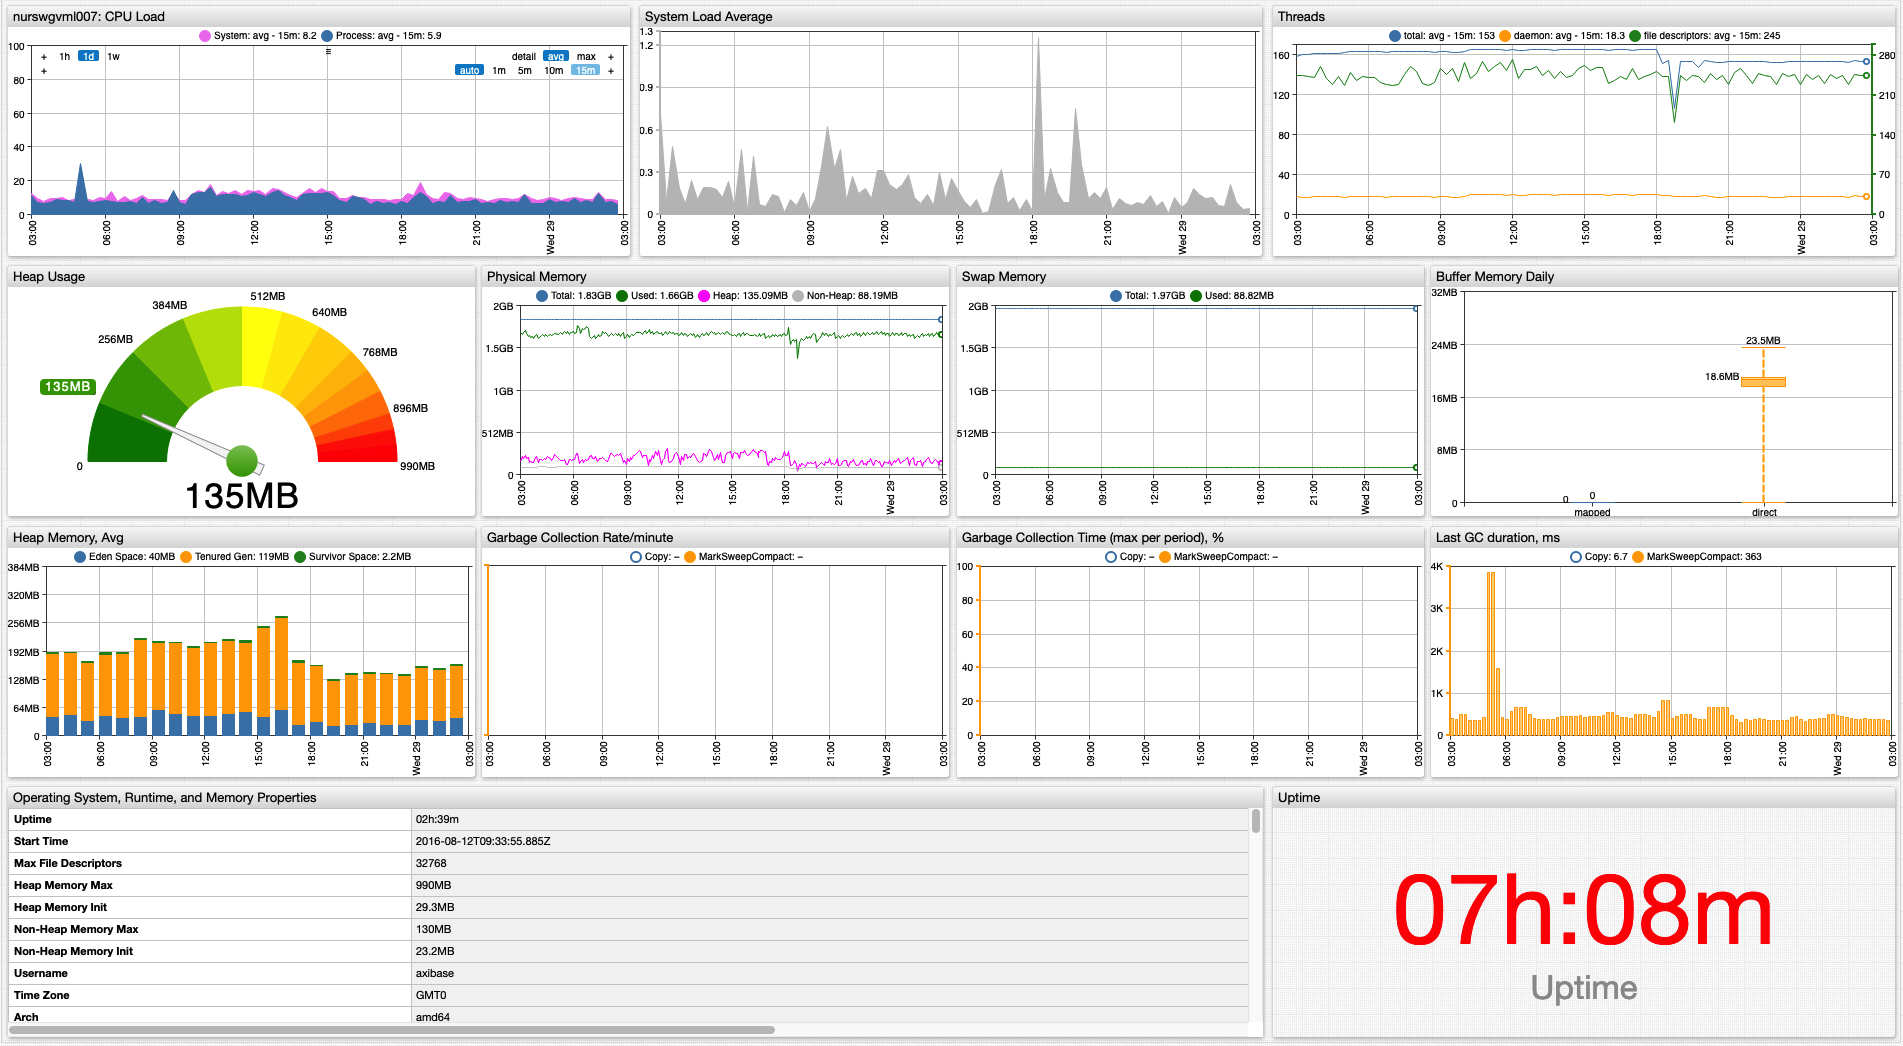 nurswgvml007: CPU Load
System: avg - 15m: 8.2 Process: avg - 15m: 5.9
+ 1h 1d 1w
detail avg max +
+
auto 1m 5m 10m 15m +
100
80
60
40
20
0
03:00 06:00 09:00 12:00 15:00 18:00 21:00 Wed 29 03:00
System Load Average
1.3
1.2
0.9
0.6
0.3
0
03:00 06:00 09:00 12:00 15:00 18:00 21:00 Wed 29 03:00
Threads
total: avg - 15m: 153 daemon: avg - 15m: 18.3 file descriptors: avg - 15m: 245
160 280
120 210
80 140
40 70
0 0
03:00 06:00 09:00 12:00 15:00 18:00 21:00 Wed 29 03:00
Heap Usage
512MB
384MB
640MB
256MB
768MB
135MB
896MB
0
990MB
135MB
Physical Memory
Total: 1.83GB Used: 1.66GB Heap: 135.09MB Non-Heap: 88.19MB
2GB
1.5GB
1GB
512MB
0
03:00 06:00 09:00 12:00 15:00 18:00 21:00 Wed 29 03:00
Swap Memory
Total: 1.97GB Used: 88.82MB
2GB
1.5GB
1GB
512MB
0
03:00 06:00 09:00 12:00 15:00 18:00 21:00 Wed 29 03:00
Buffer Memory Daily
32MB
24MB
16MB
8MB
0
23.5MB
18.6MB
0 0
mapped direct
Heap Memory, Avg
Eden Space: 40MB Tenured Gen: 119MB Survivor Space: 2.2MB
384MB
320MB
256MB
192MB
128MB
64MB
0
03:00 06:00 09:00 12:00 15:00 18:00 21:00 Wed 29 03:00
Garbage Collection Rate/minute
Copy: – MarkSweepCompact: –
03:00 06:00 09:00 12:00 15:00 18:00 21:00 Wed 29 03:00
Garbage Collection Time (max per period), %
Copy: – MarkSweepCompact: –
100
80
60
40
20
0
03:00 06:00 09:00 12:00 15:00 18:00 21:00 Wed 29 03:00
Last GC duration, ms
Copy: 6.7 MarkSweepCompact: 363
4K
3K
2K
1K
0
03:00 06:00 09:00 12:00 15:00 18:00 21:00 Wed 29 03:00
Operating System, Runtime, and Memory Properties
Uptime 02h:39m
Start Time 2016-08-12T09:33:55.885Z
Max File Descriptors 32768
Heap Memory Max 990MB
Heap Memory Init 29.3MB
Non-Heap Memory Max 130MB
Non-Heap Memory Init 23.2MB
Username axibase
Time Zone GMT0
Arch amd64
Uptime
07h:08m
Uptime